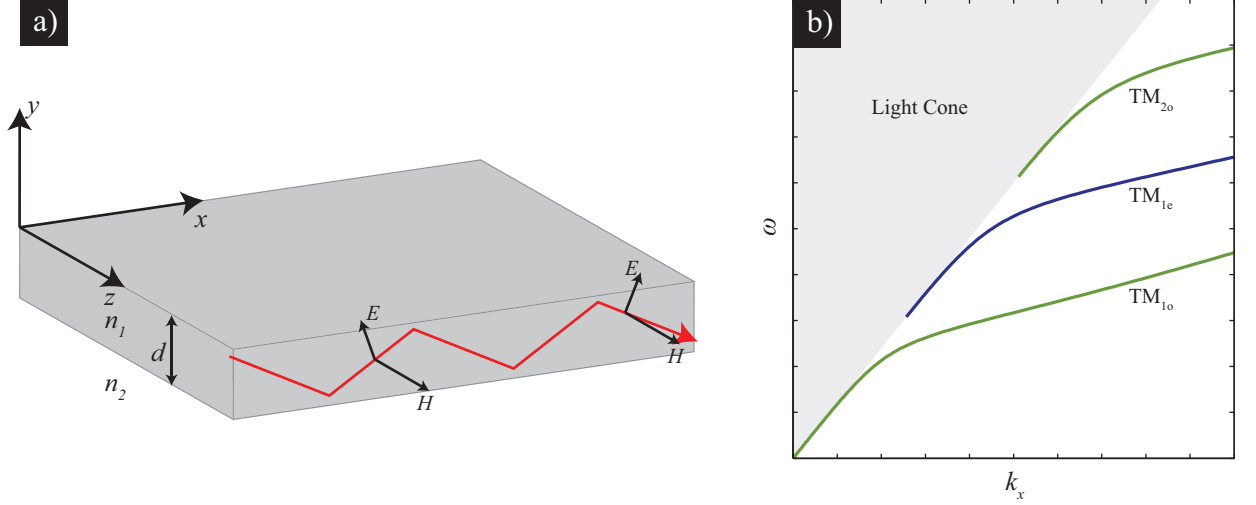 a)
y
x
z
n1
d
n2
E
H
E
H
b)
Light Cone
TM2o
TM1e
TM1o
ω
kx